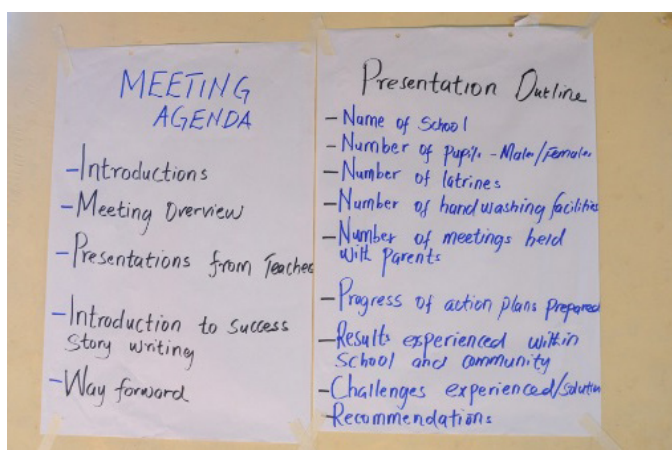 MEETING
AGENDA
-Introductions
-Meeting Overview
-Presentations from Teache
-Introduction to Success
Story Writing
-Way forward
Presentation Outline
-Name of School
-Number of pupils -Male/Female
-Number of latrines
-Number of handwashing facilities
-Number of meetings held
with parents
-Progress of action plans prepared
-Results experienced within
School and community
-Challenges experienced/solution
-Recommendations